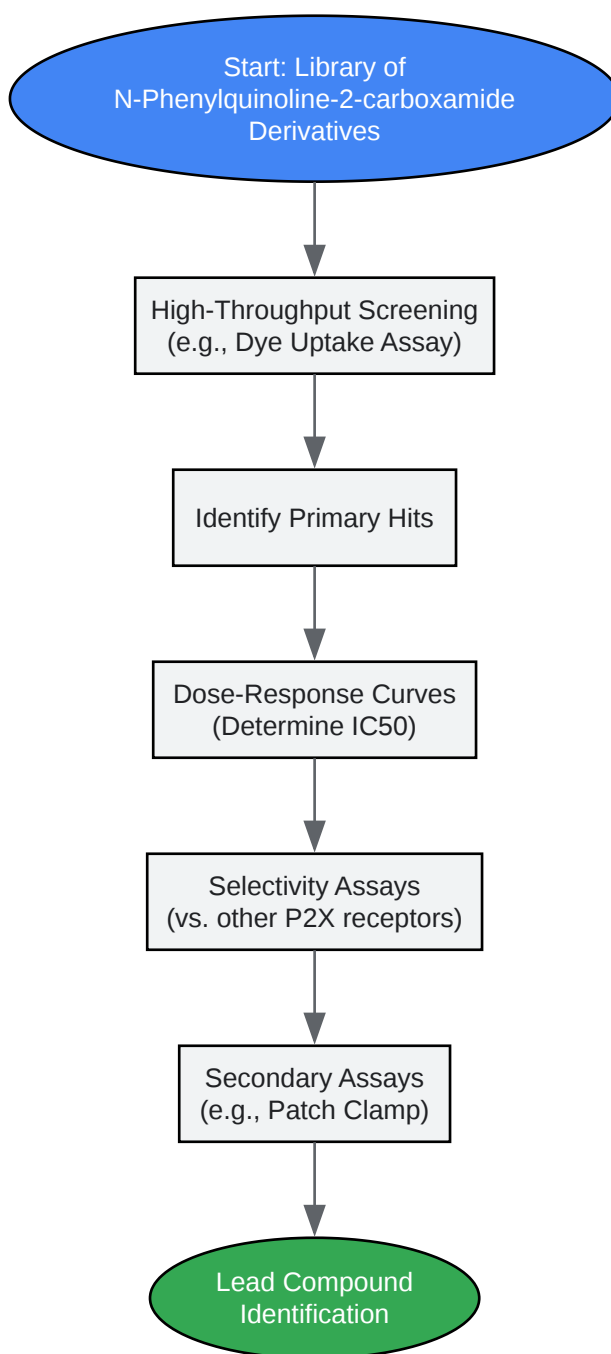 Start: Library of
N-Phenylquinoline-2-carboxamide
Derivatives
High-Throughput Screening
(e.g., Dye Uptake Assay)
Identify Primary Hits
Dose-Response Curves
(Determine IC50)
Selectivity Assays
(vs. other P2X receptors)
Secondary Assays
(e.g., Patch Clamp)
Lead Compound
Identification